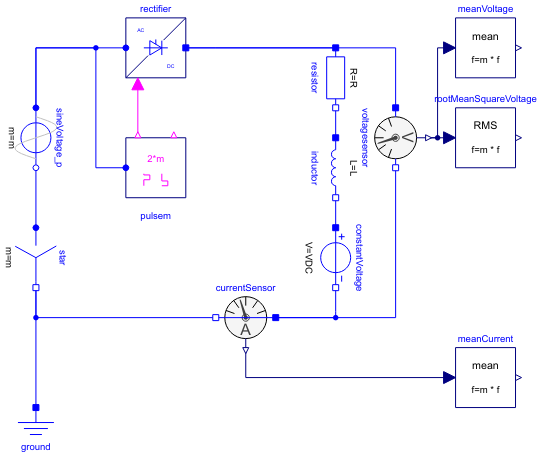 rectifier
meanVoltage
AC
DC
mean
f=m * f
sineVoltage_p
m=m
resistor
R=R
rootMeanSquareVoltage
voltagesensor
RMS
f=m * f
2*m
pulsem
inductor
L=L
star
m=m
constantVoltage
V=VDC
+
−
currentSensor
A
meanCurrent
mean
f=m * f
ground